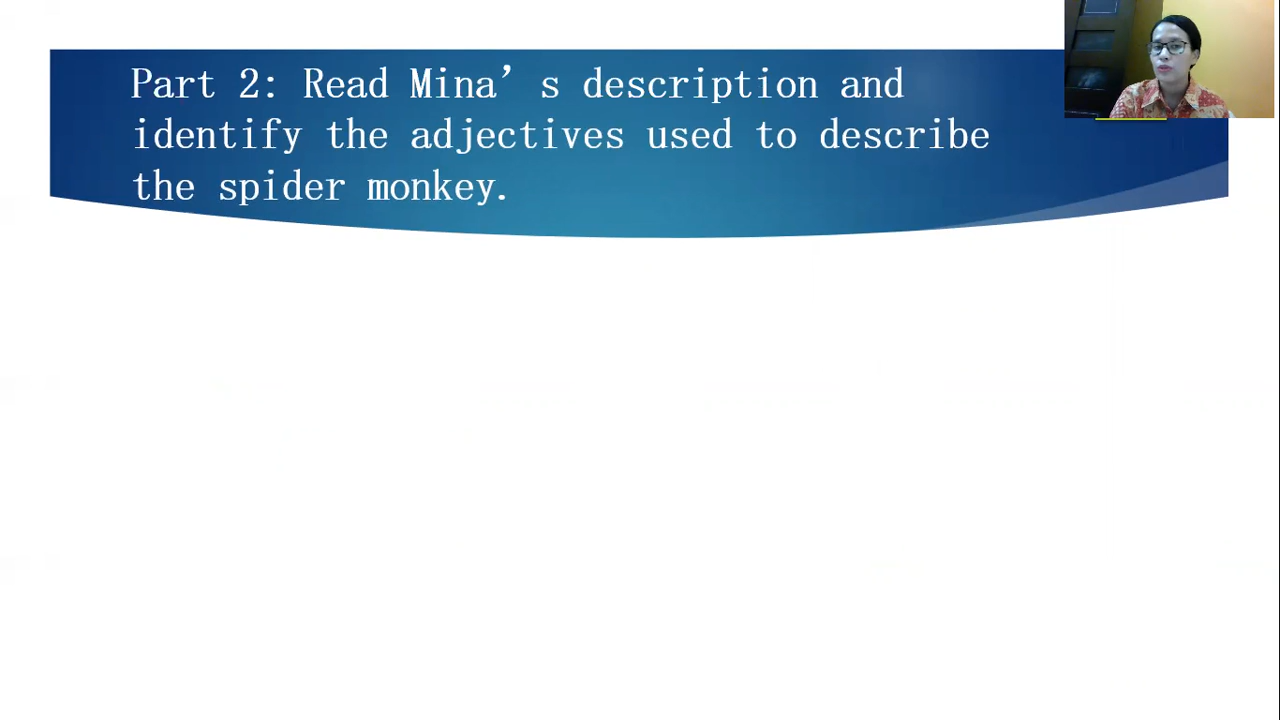 Part 2: Read Mina’s description and
identify the adjectives used to describe
the spider monkey.